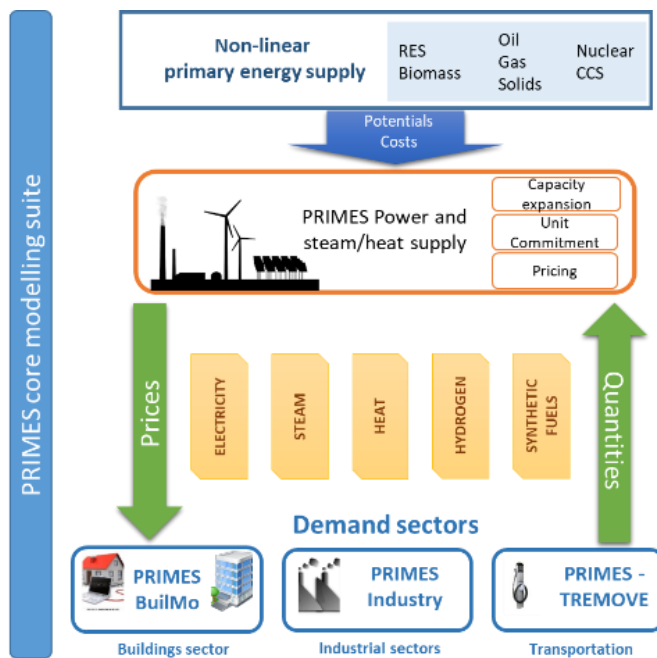 PRIMES core modelling suite
Non-linear
primary energy supply
RES
Biomass
Oil
Gas
Solids
Nuclear
CCS
Potentials
Costs
PRIMES Power and
steam/heat supply
Capacity
expansion
Unit
Commitment
Pricing
Prices
ELECTRICITY
STEAM
HEAT
HYDROGEN
SYNTHETIC
FUELS
Quantities
Demand sectors
PRIMES
BuilMo
PRIMES
Industry
PRIMES -
TREMOVE
Buildings sector
Industrial sectors
Transportation